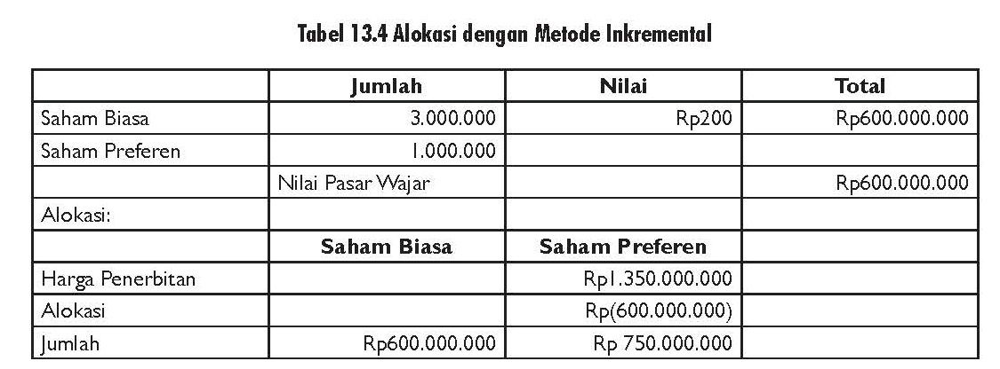 Tabel 13.4 Alokasi dengan Metode Inkremental
Jumlah Nilai Total
Saham Biasa 3.000.000 Rp200 Rp600.000.000
Saham Preferen 1.000.000
Nilai Pasar Wajar Rp600.000.000
Alokasi:
Saham Biasa Saham Preferen
Harga Penerbitan Rp1.350.000.000
Alokasi Rp(600.000.000)
Jumlah Rp600.000.000 Rp 750.000.000